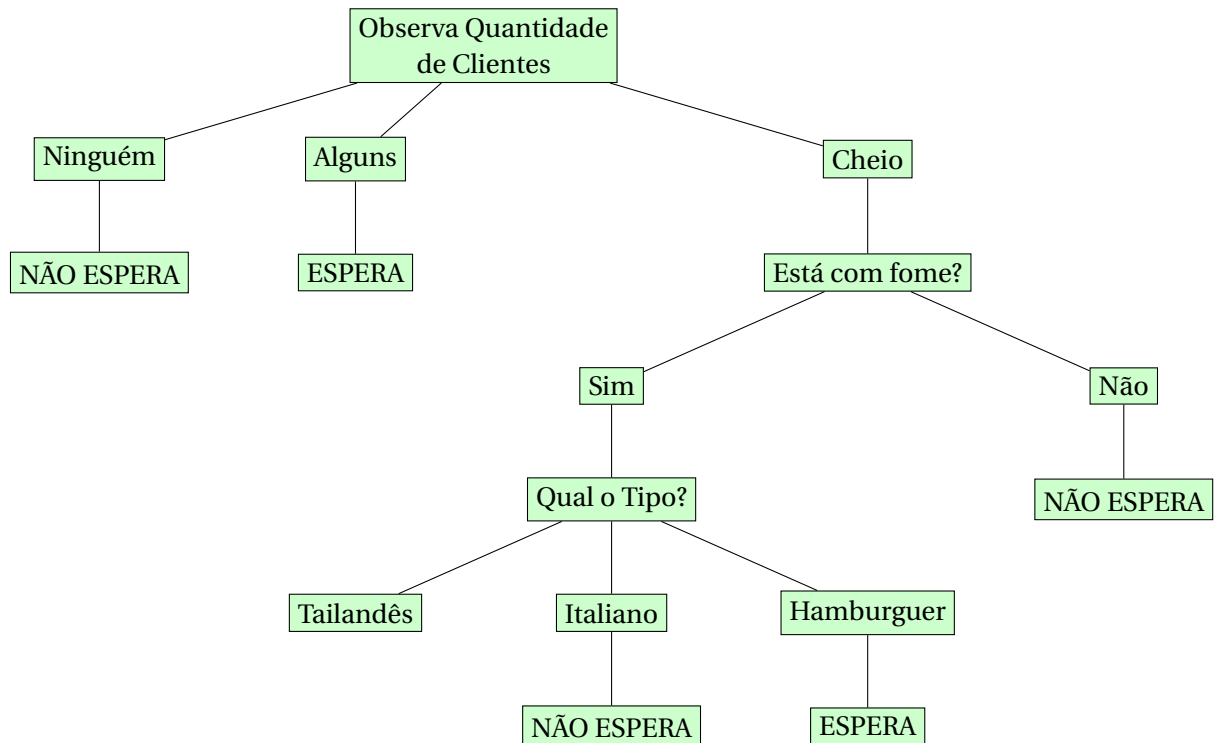 Observa Quantidade
de Clientes
Ninguém
Alguns
Cheio
NÃO ESPERA
ESPERA
Está com fome?
Sim
Não
Qual o Tipo?
NÃO ESPERA
Tailandês
Italiano
Hamburguer
NÃO ESPERA
ESPERA